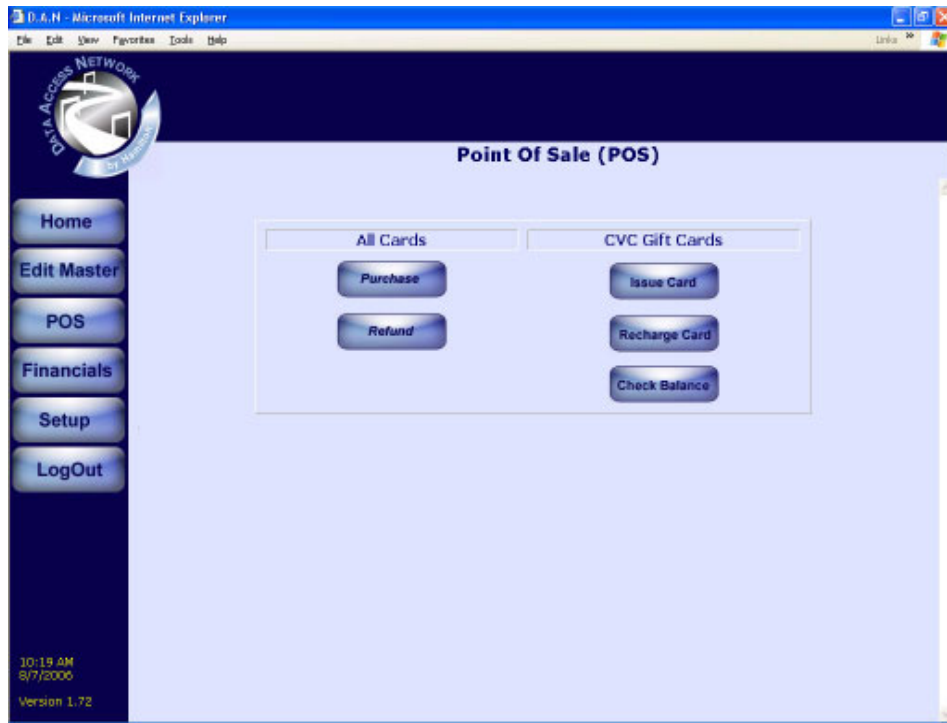 D.A.N - Microsoft Internet Explorer
File Edit View Favorites Tools Help
Links »
DATA ACCESS NETWORK
by Hamilton
Point Of Sale (POS)
Home
Edit Master
POS
Financials
Setup
LogOut
All Cards
Purchase
Refund
CVC Gift Cards
Issue Card
Recharge Card
Check Balance
10:19 AM
8/7/2006
Version 1.72